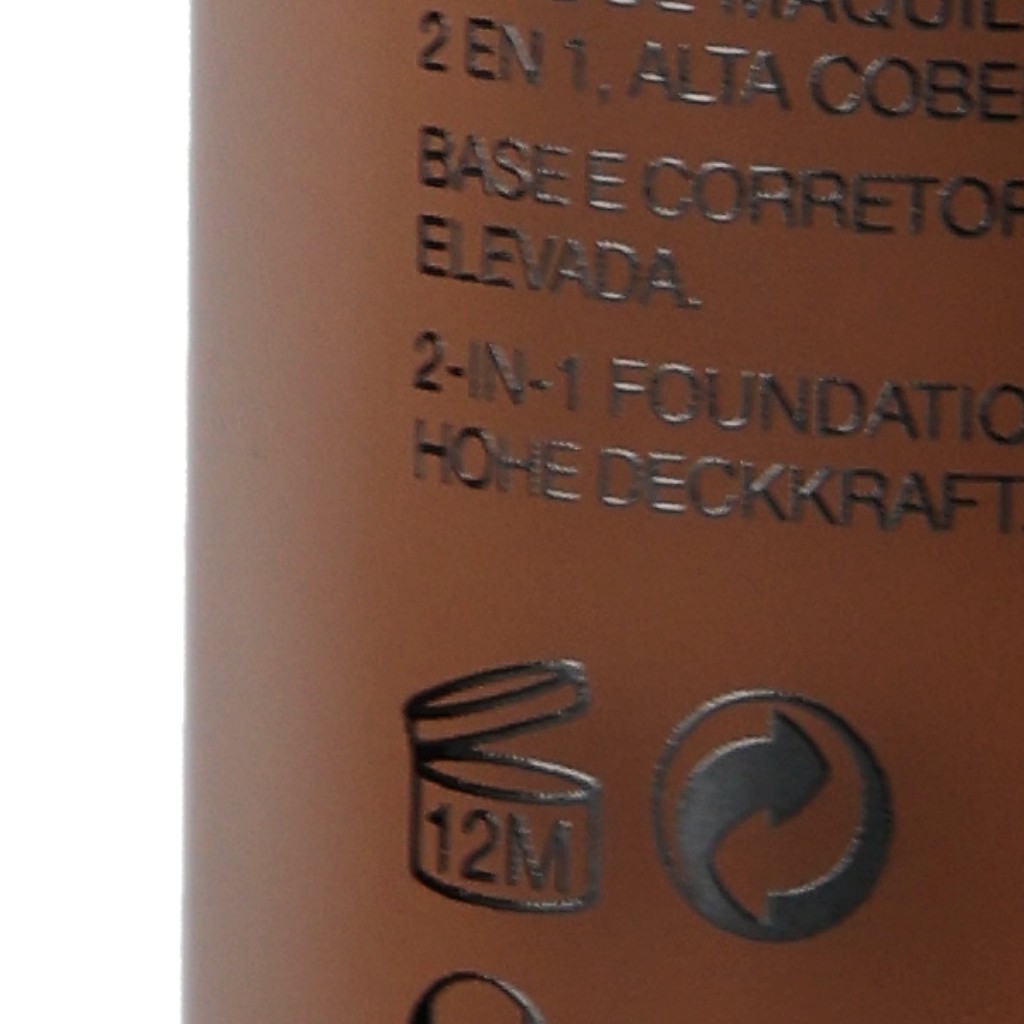 2 EN 1, ALTA COBE
BASE E CORRETOR
ELEVADA.
2-IN-1 FOUNDATIO
HOHE DECKKRAFT.
12M